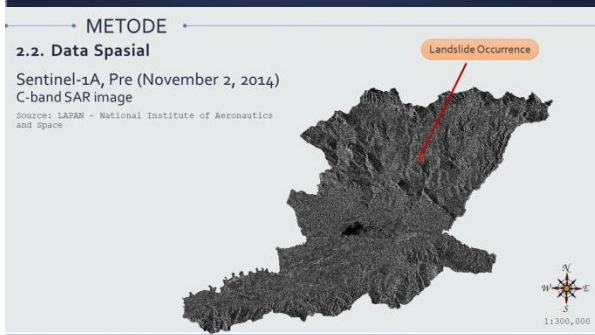 METODE
2.2. Data Spasial
Landslide Occurrence
Sentinel-1A, Pre (November 2, 2014)
C-band SAR image
Source: LAPAN - National Institute of Aeronautics
and Space
N
W E
S
1:300,000